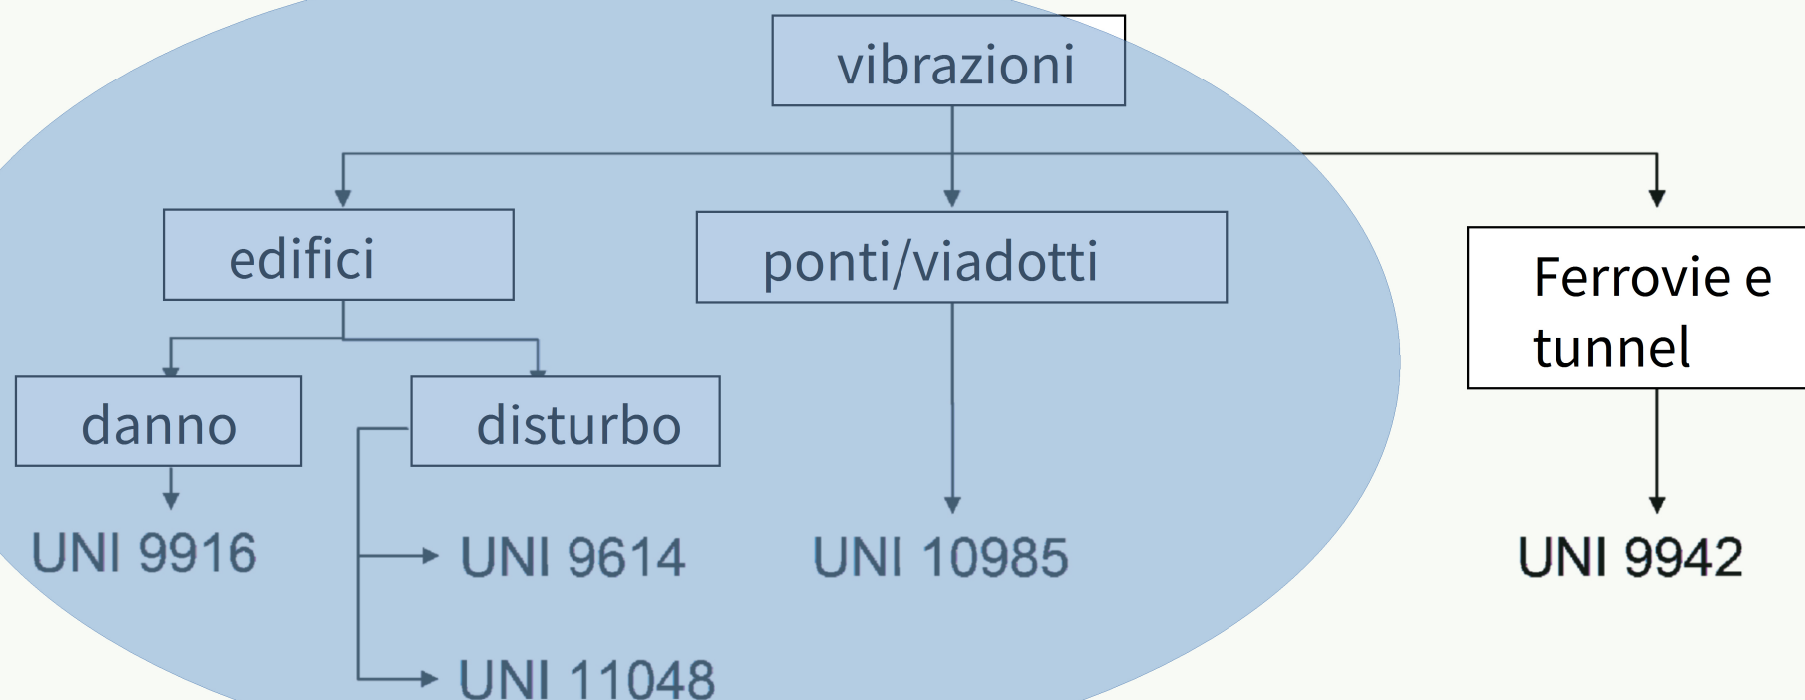 vibrazioni
edifici
ponti/viadotti
Ferrovie e
tunnel
danno
disturbo
UNI 9916
UNI 9614
UNI 10985
UNI 9942
UNI 11048